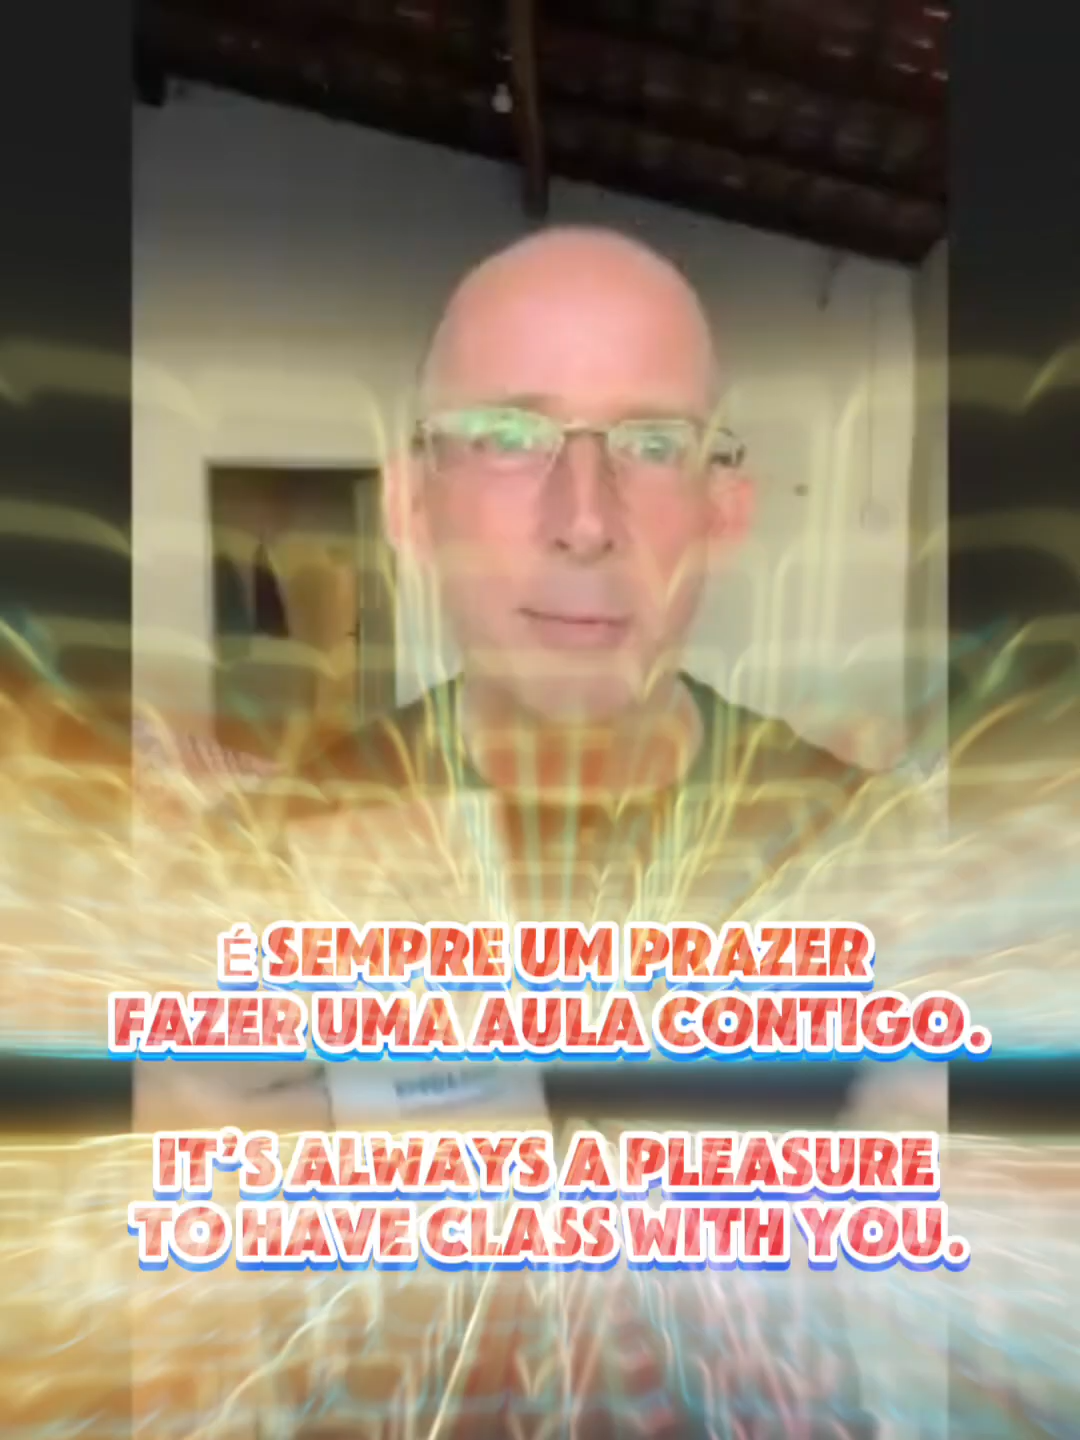 É SEMPRE UM PRAZER
FAZER UMA AULA CONTIGO.
IT'S ALWAYS A PLEASURE
TO HAVE CLASS WITH YOU.